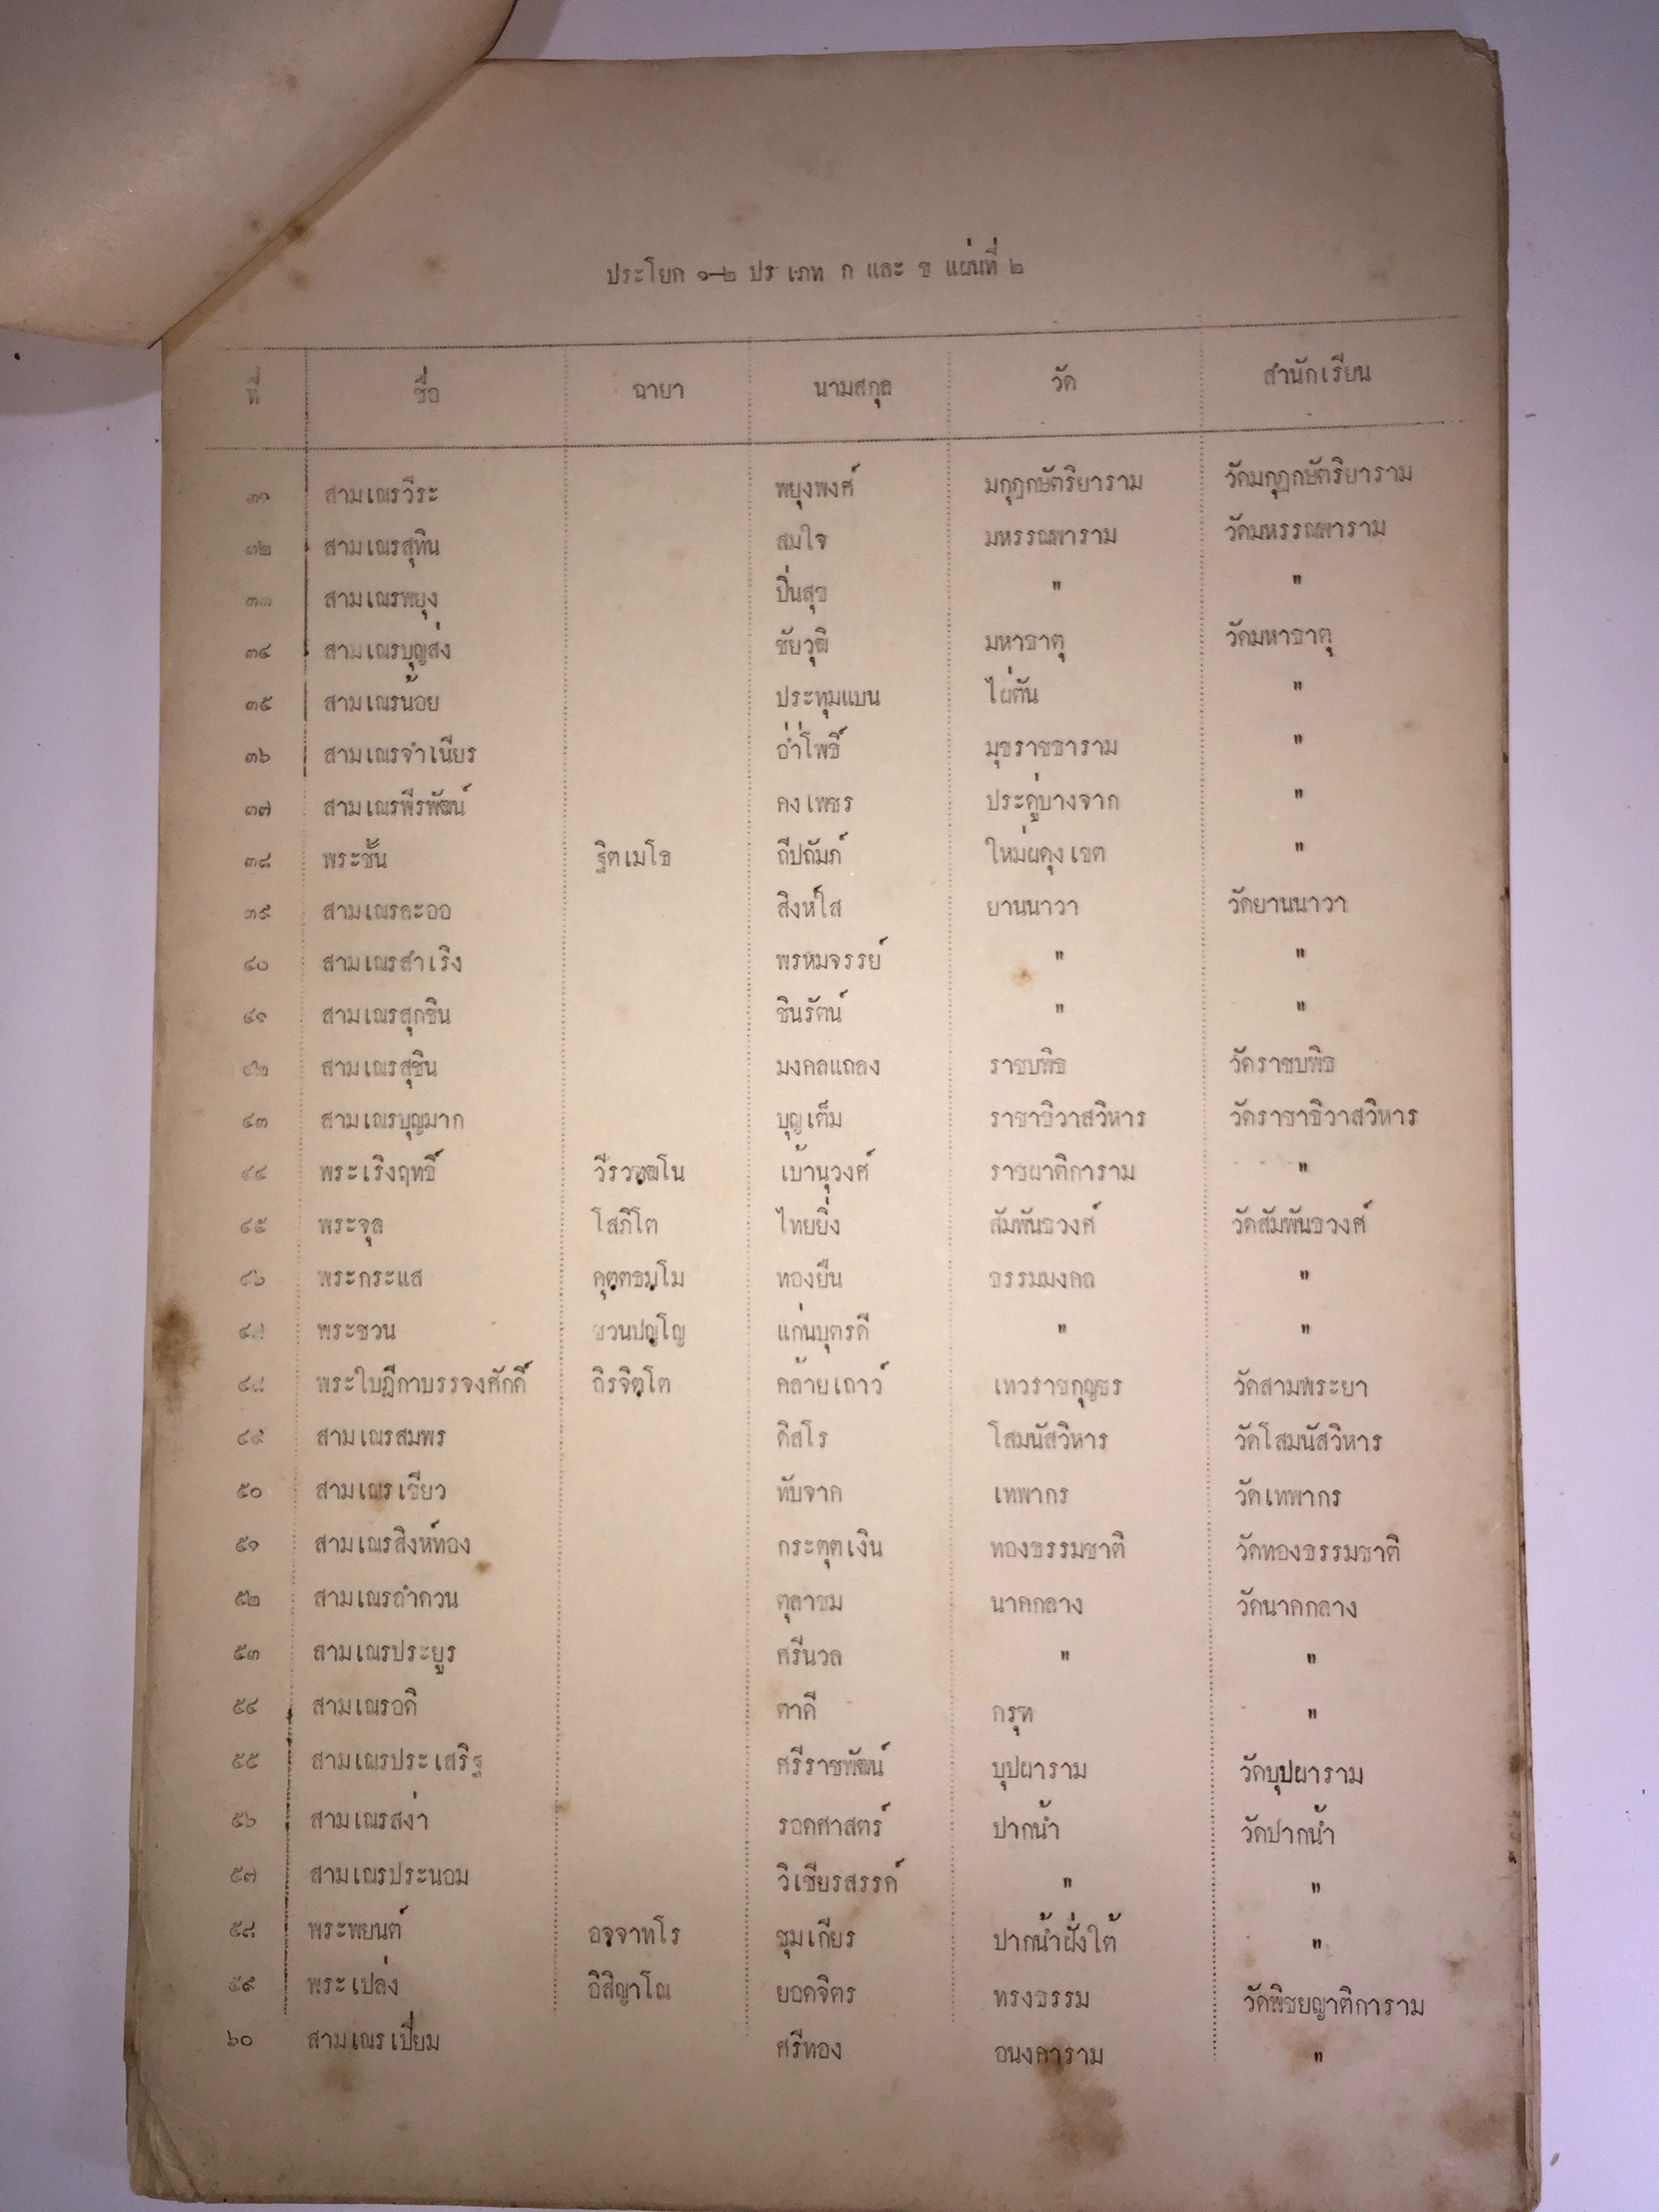 ประโยค ๑-๒ ประเภท ก และ ข แผ่นที่ ๒
ที่ ชื่อ ฉายา นามสกุล วัด สำนักเรียน
๓๑ สามเณรวีระ พยุงพงศ์ มกุฏกษัตริยาราม วัดมกุฏกษัตริยาราม
๓๒ สามเณรสุทิน สมใจ มหรรณพาราม วัดมหรรณพาราม
๓๓ สามเณรพยุง ปิ่นสุข " "
๓๔ สามเณรบุญส่ง ชัยวุฒิ มหาธาตุ วัดมหาธาตุ
๓๕ สามเณรน้อย ประทุมแบน ไผ่ตัน "
๓๖ สามเณรจำเนียร อ่ำโพธิ์ มุธราชธาราม "
๓๗ สามเณรพีรพัฒน์ คงเพชร ประดู่บางจาก "
๓๘ พระชั้น ฐิตเมโธ ถีปถัมภ์ ใหม่ผดุงเขต "
๓๙ สามเณรละออ สิงห์ใส ยานนาวา วัดยานนาวา
๔๐ สามเณรสำเริง พรหมจรรย์ " "
๔๑ สามเณรสุกชิน ชินรัตน์ " "
๔๒ สามเณรสุชิน มงคลแถลง ราชบพิธ วัดราชบพิธ
๔๓ สามเณรบุญมาก บุญเต็ม ราชาธิวาสวิหาร วัดราชาธิวาสวิหาร
๔๔ พระเริงฤทธิ์ เบ้านุวงศ์ ราชผาติการาม "
๔๕ พระจุล โสภิโต ไทยยิ่ง สัมพันธวงศ์ วัดสัมพันธวงศ์
๔๖ พระกระแส คุตฺตธมฺโม ทองยืน ธรรมมงคล "
๔๗ พระชวน ชวนปญฺโญ แก่นบุตรดี " "
๔๘ พระใบฎีกาบรรจงศักดิ์ ถิรจิตฺโต คล้ายเถาว์ เทวราชกุญชร วัดสามพระยา
๔๙ สามเณรสมพร ดิสโร โสมนัสวิหาร วัดโสมนัสวิหาร
๕๐ สามเณรเขียว ทับจาก เทพากร วัดเทพากร
๕๑ สามเณรสิงห์ทอง กระตุดเงิน ทองธรรมชาติ วัดทองธรรมชาติ
๕๒ สามเณรลำดวน ตุลาชม นาคกลาง วัดนาคกลาง
๕๓ สามเณรประยูร ศรีนวล " "
๕๔ สามเณรอดิ ตาดี ครุฑ "
๕๕ สามเณรประเสริฐ ศรีราชพัฒน์ บุปผาราม วัดบุปผาราม
๕๖ สามเณรสง่า รอดศาสตร์ ปากน้ำ วัดปากน้ำ
๕๗ สามเณรประนอม วิเชียรสรรค์ " "
๕๘ พระพยนต์ อจฺจาทโร ชุมเกียร ปากน้ำฝั่งใต้ "
๕๙ พระเปล่ง อิสิญาโณ ยอดจิตร ทรงธรรม วัดพิชยญาติการาม
๖๐ สามเณรเปี่ยม ศรีทอง อนงคาราม "